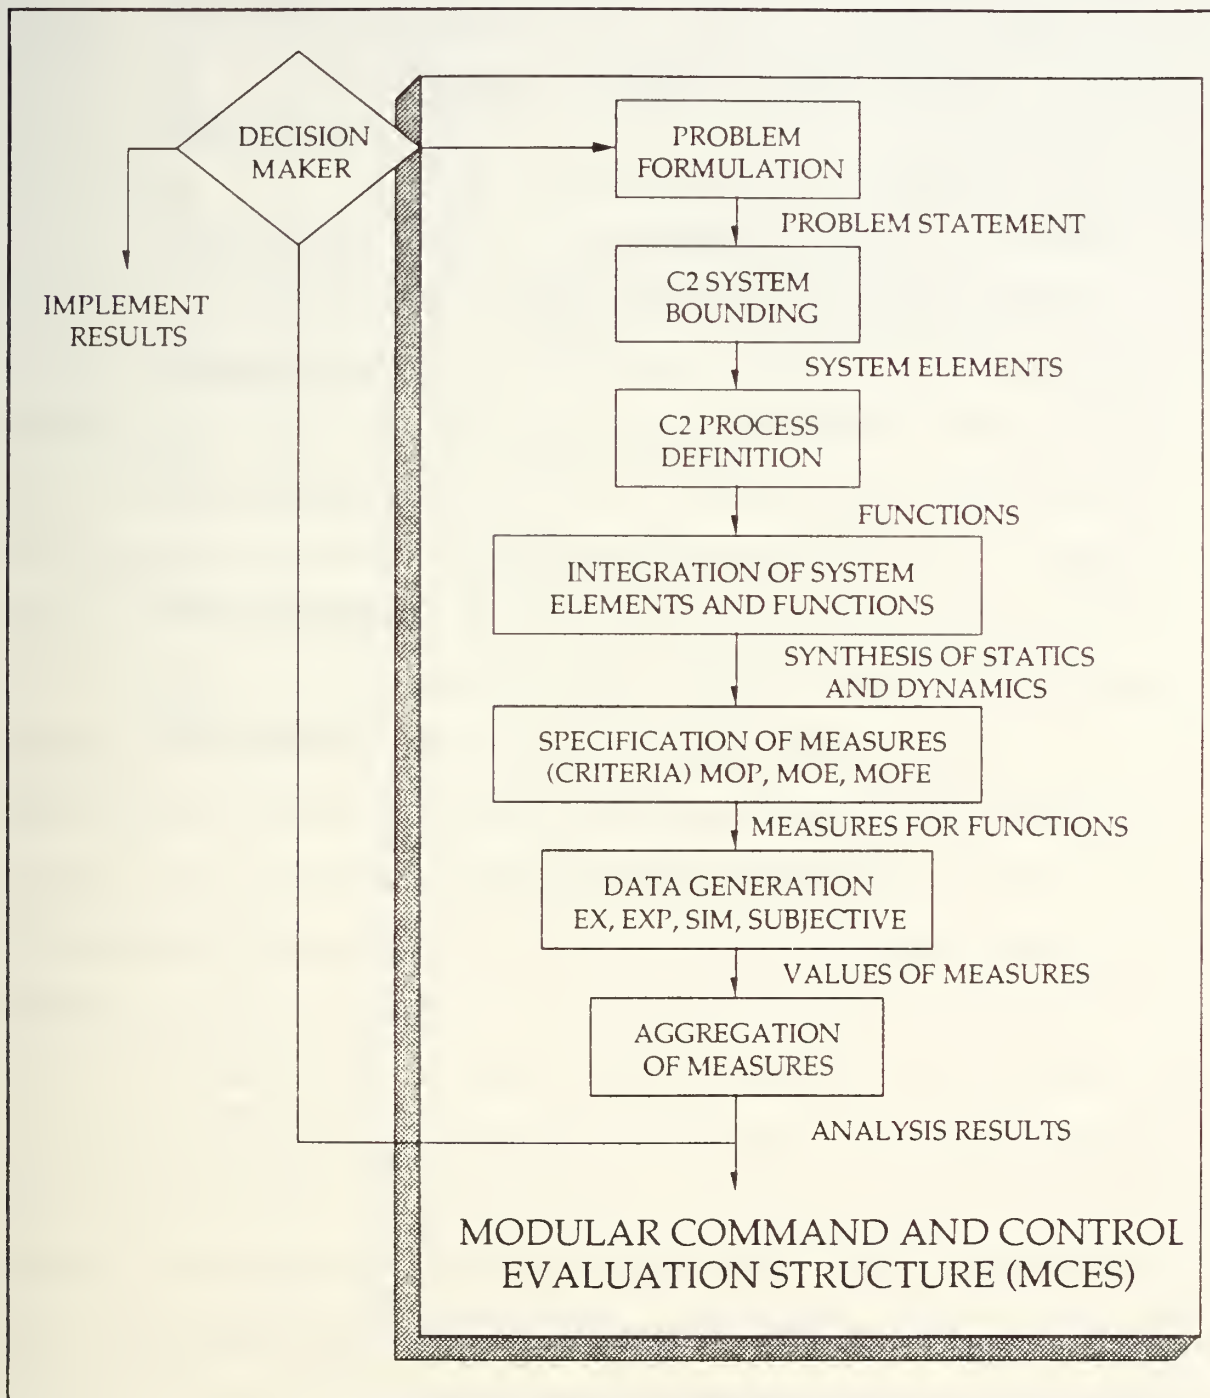 DECISION
MAKER
IMPLEMENT
RESULTS
PROBLEM
FORMULATION
PROBLEM STATEMENT
C2 SYSTEM
BOUNDING
SYSTEM ELEMENTS
C2 PROCESS
DEFINITION
FUNCTIONS
INTEGRATION OF SYSTEM
ELEMENTS AND FUNCTIONS
SYNTHESIS OF STATICS
AND DYNAMICS
SPECIFICATION OF MEASURES
(CRITERIA) MOP, MOE, MOFE
MEASURES FOR FUNCTIONS
DATA GENERATION
EX, EXP, SIM, SUBJECTIVE
VALUES OF MEASURES
AGGREGATION
OF MEASURES
ANALYSIS RESULTS
MODULAR COMMAND AND CONTROL
EVALUATION STRUCTURE (MCES)